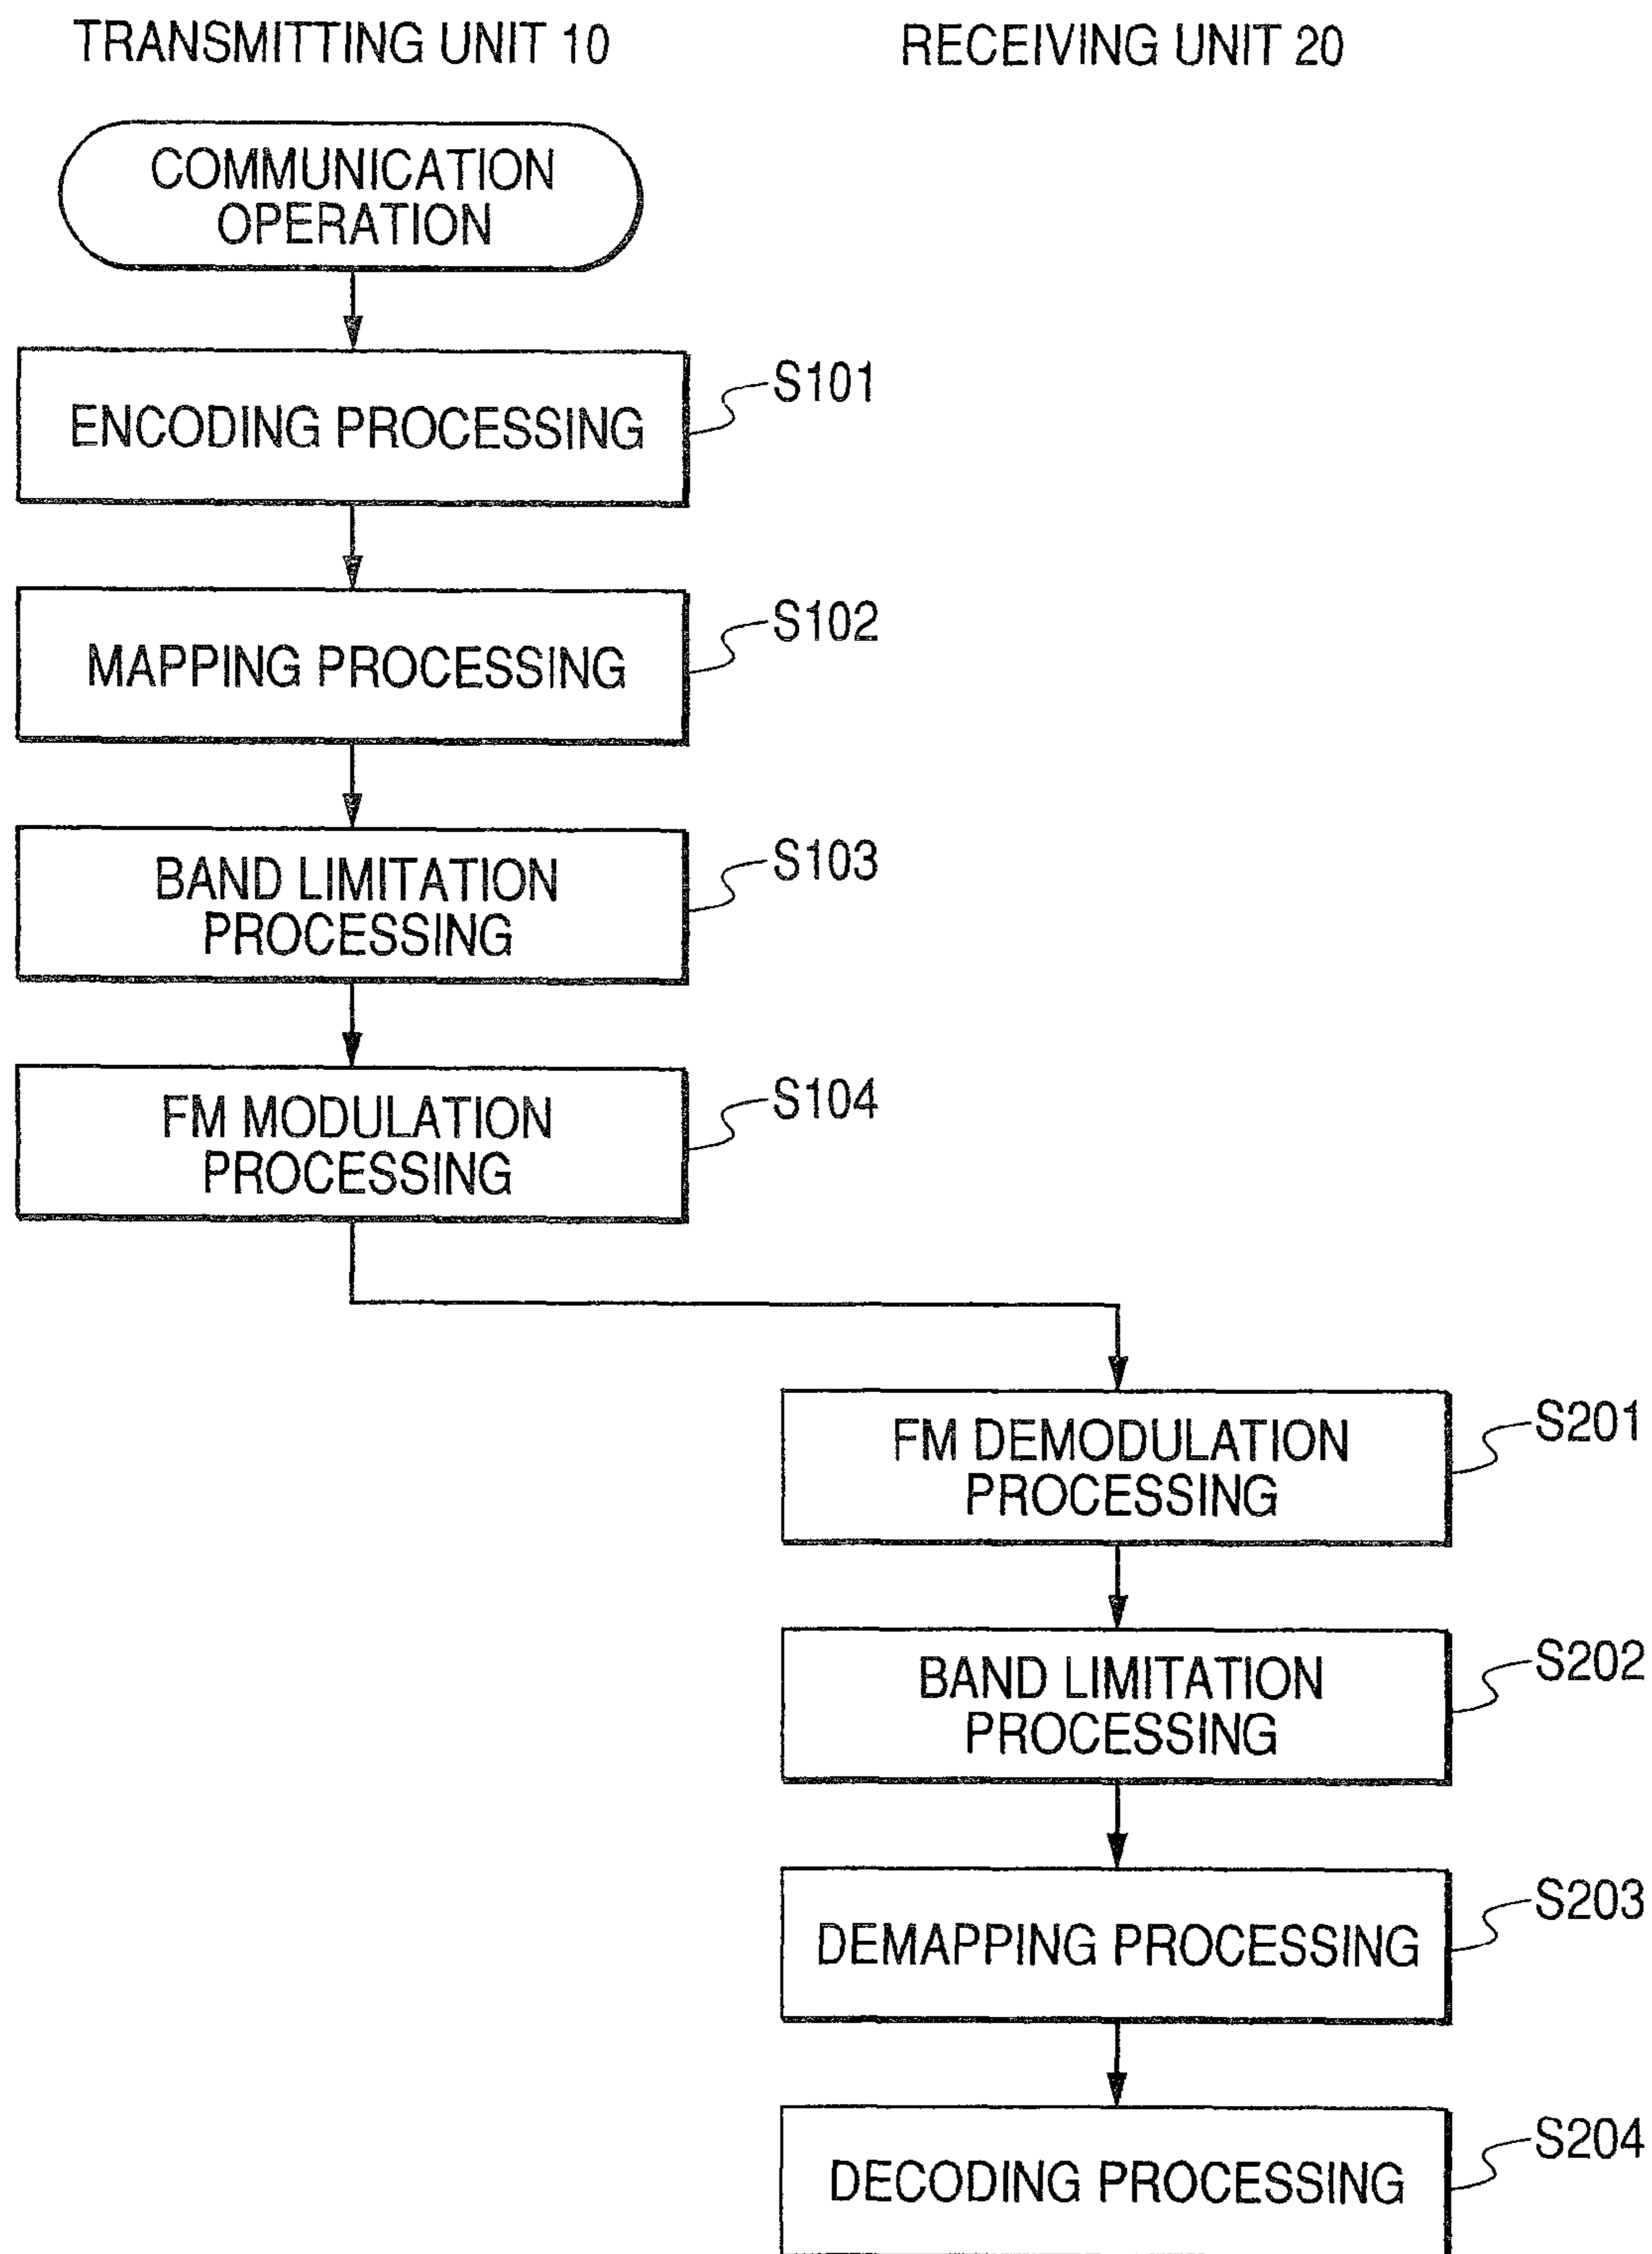 TRANSMITTING UNIT 10
RECEIVING UNIT 20
COMMUNICATION
OPERATION
ENCODING PROCESSING
S101
MAPPING PROCESSING
S102
BAND LIMITATION
PROCESSING
S103
FM MODULATION
PROCESSING
S104
FM DEMODULATION
PROCESSING
S201
BAND LIMITATION
PROCESSING
S202
DEMAPPING PROCESSING
S203
DECODING PROCESSING
S204